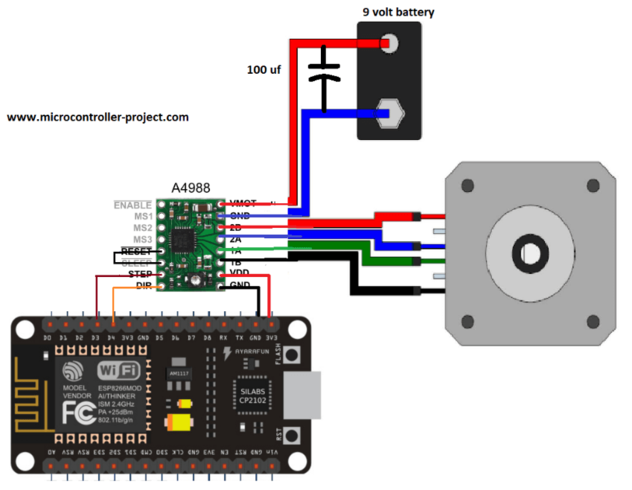 9 volt battery
100 uf
www.microcontroller-project.com
A4988
ENABLE VMOT
MS1 GND
MS2 2B
MS3 2A
RESET 1A
SLEEP 1B
STEP VDD
DIR GND
D0 D1 D2 D3 D4 3V3 GND D5 D6 D7 D8 RX TX GND 3V3
FLASH
AYARAFUN
WiFi
MODEL ESP8266MOD
VENDOR AI/THINKER
ISM 2.4GHz
FC PA +25dBm
802.11b/g/n
AM1117
SILABS
CP2102
RST
A0 RSV RSV SD3 SD2 SD1 CMD SD0 CLK GND 3V3 EN RST GND Vin